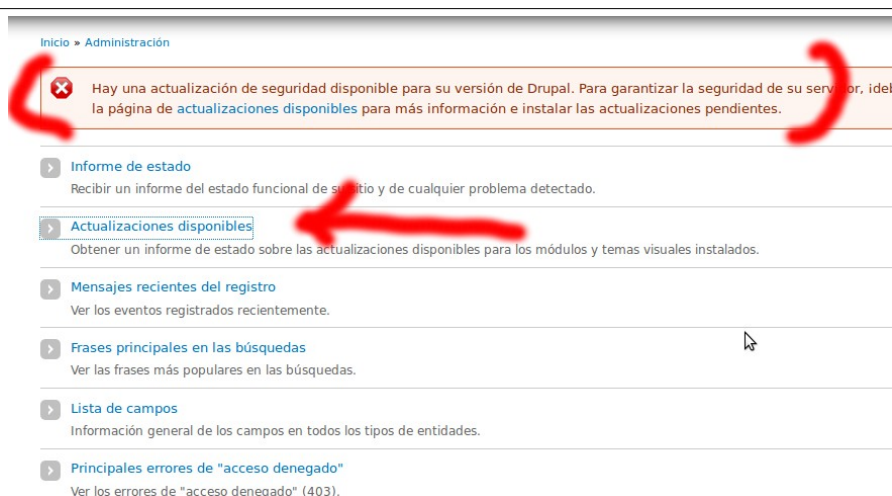 Inicio » Administración
Hay una actualización de seguridad disponible para su versión de Drupal. Para garantizar la seguridad de su servidor, ¡deb
la página de actualizaciones disponibles para más información e instalar las actualizaciones pendientes.
Informe de estado
Recibir un informe del estado funcional de su sitio y de cualquier problema detectado.
Actualizaciones disponibles
Obtener un informe de estado sobre las actualizaciones disponibles para los módulos y temas visuales instalados.
Mensajes recientes del registro
Ver los eventos registrados recientemente.
Frases principales en las búsquedas
Ver las frases más populares en las búsquedas.
Lista de campos
Información general de los campos en todos los tipos de entidades.
Principales errores de "acceso denegado"
Ver los errores de "acceso denegado" (403).